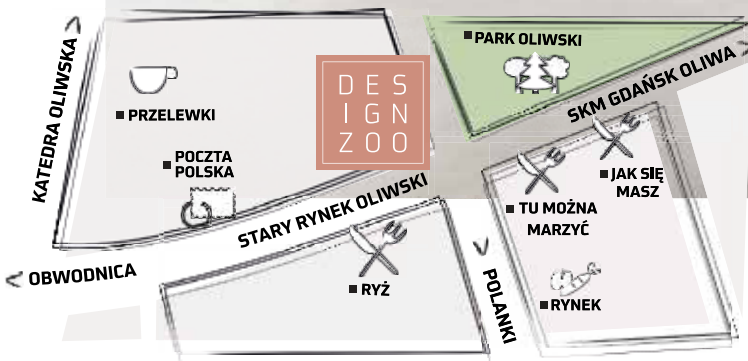 KATEDRA OLIWSKA
PRZELEWKI
POCZTA
POLSKA
DES
IGN
ZOO
PARK OLIWSKI
SKM GDAŃSK OLIWA
JAK SIĘ
MASZ
TU MOŻNA
MARZYĆ
STARY RYNEK OLIWSKI
OBWODNICA
RYŻ
POLANKI
RYNEK